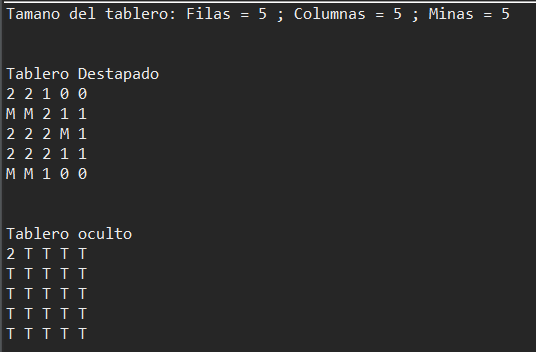 Tamano del tablero: Filas = 5 ; Columnas = 5 ; Minas = 5
Tablero Destapado
2 2 1 0 0
M M 2 1 1
2 2 2 M 1
2 2 2 1 1
M M 1 0 0
Tablero oculto
2 T T T T
T T T T T
T T T T T
T T T T T
T T T T T